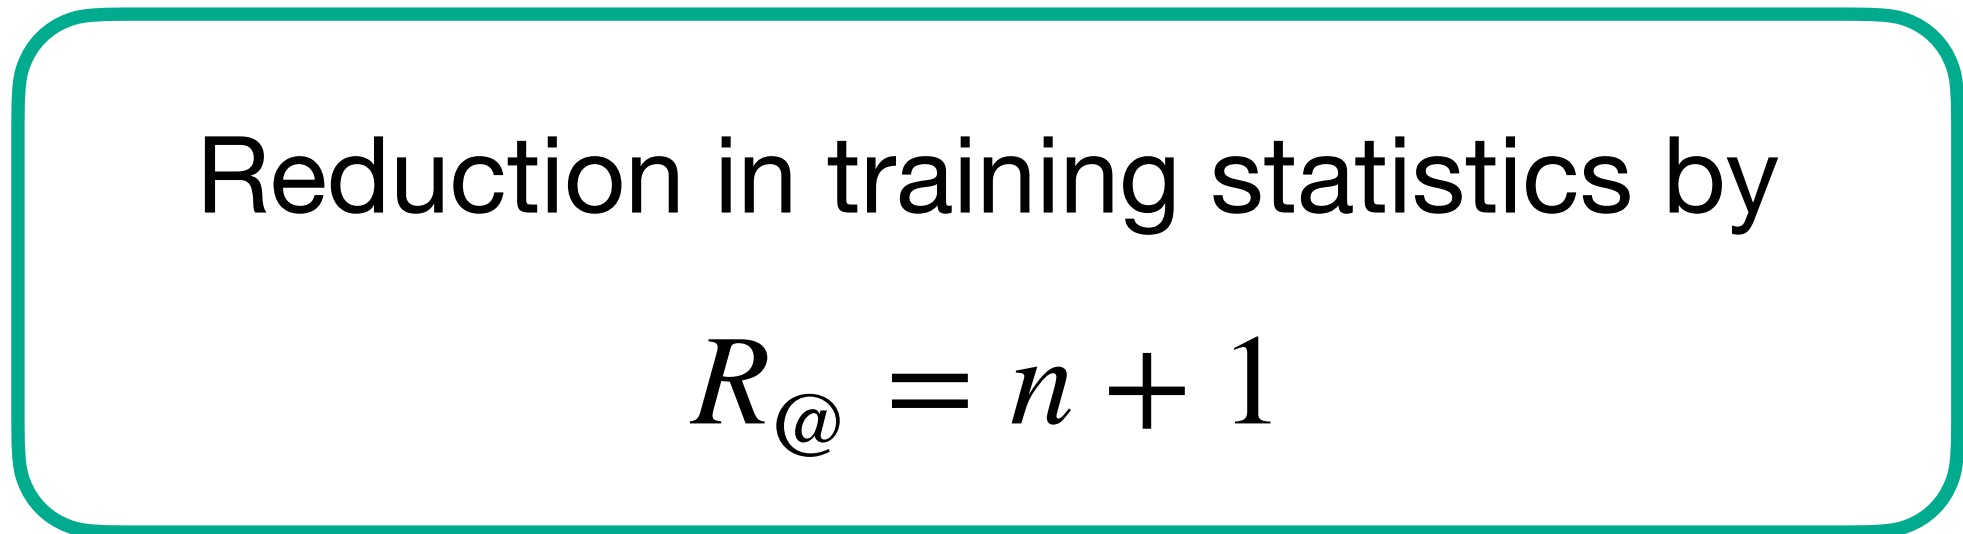 Reduction in training statistics by
R@ = n + 1